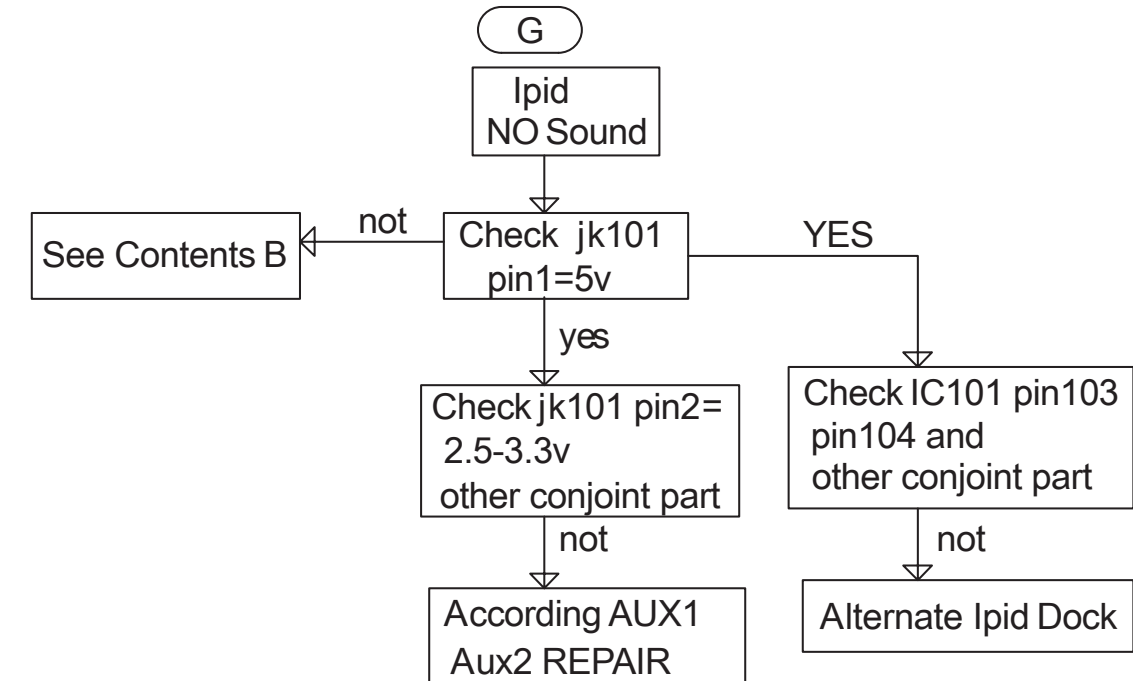 G
Ipid
NO Sound
not
Check jk101
pin1=5v
YES
See Contents B
yes
Check jk101 pin2=
2.5-3.3v
other conjoint part
Check IC101 pin103
pin104 and
other conjoint part
not
not
According AUX1
Aux2 REPAIR
Alternate Ipid Dock